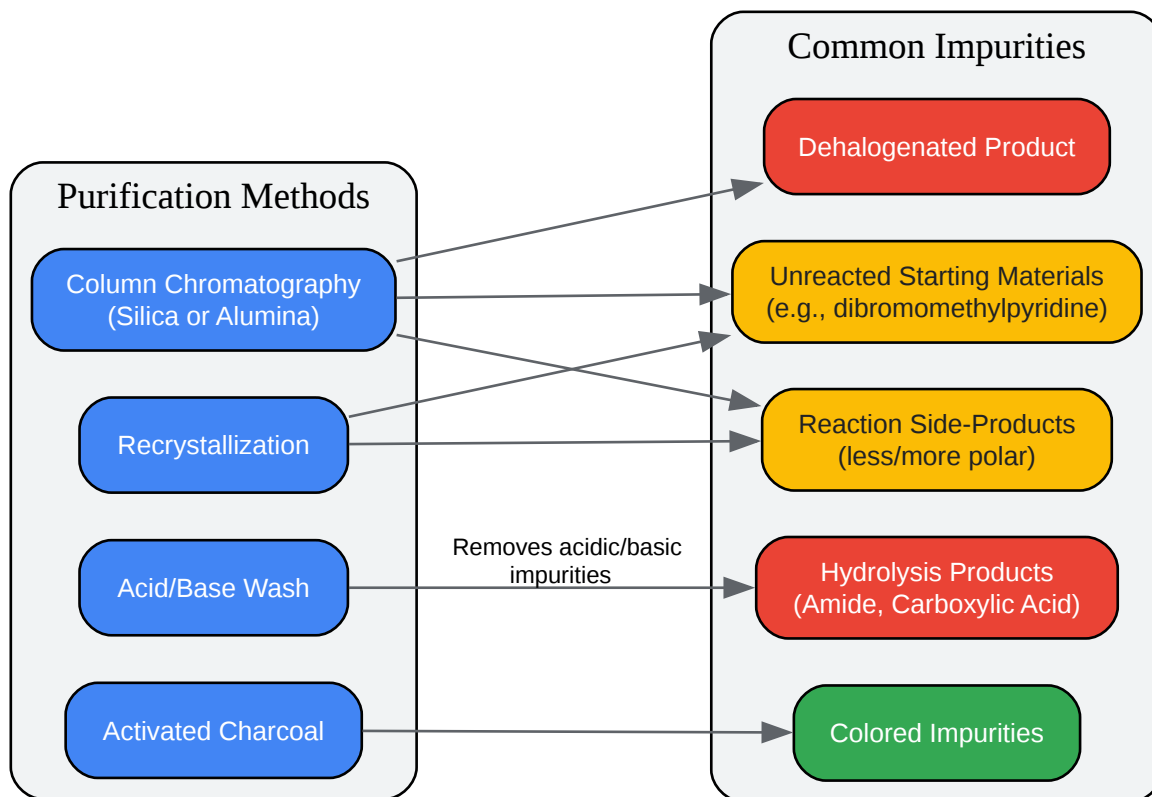 Purification Methods
Column Chromatography
(Silica or Alumina)
Recrystallization
Acid/Base Wash
Activated Charcoal
Removes acidic/basic
impurities
Common Impurities
Dehalogenated Product
Unreacted Starting Materials
(e.g., dibromomethylpyridine)
Reaction Side-Products
(less/more polar)
Hydrolysis Products
(Amide, Carboxylic Acid)
Colored Impurities